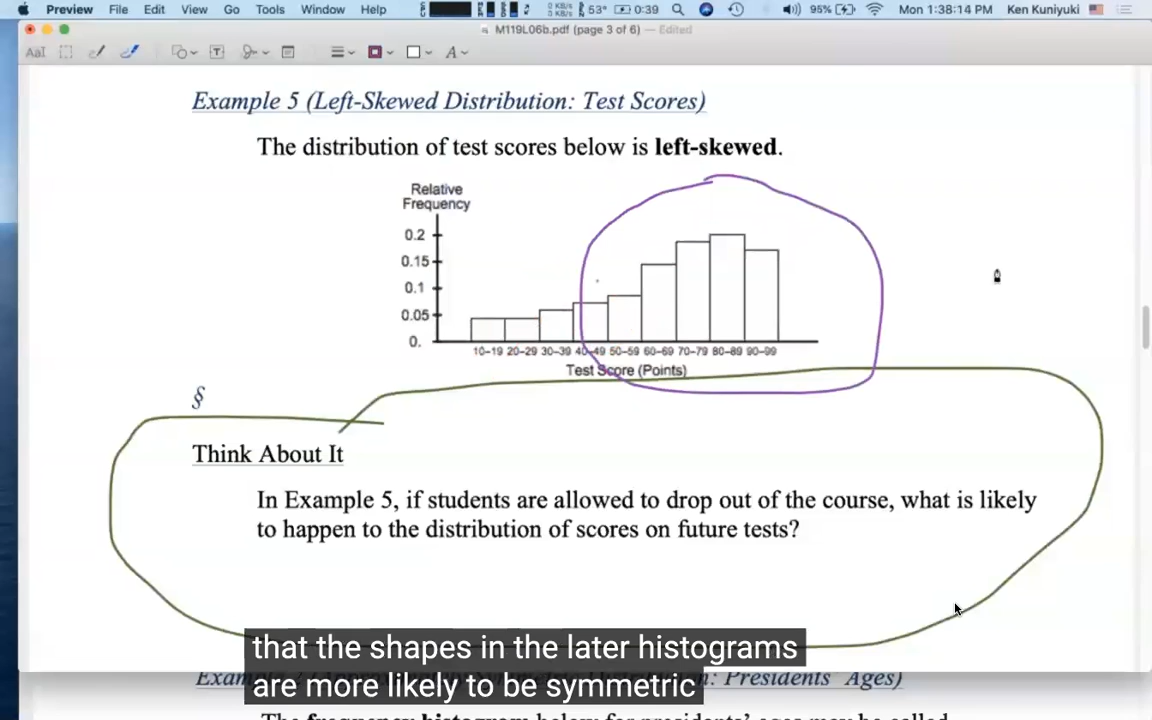 Preview File Edit View Go Tools Window Help 53° 0:39 95% Mon 1:38:14 PM Ken Kuniyuki
M119L06b.pdf (page 3 of 6) — Edited
Example 5 (Left-Skewed Distribution: Test Scores)
The distribution of test scores below is left-skewed.
Relative
Frequency
0.2
0.15
0.1
0.05
0.
10–19 20–29 30–39 40–49 50–59 60–69 70–79 80–89 90–99
Test Score (Points)
§
Think About It
In Example 5, if students are allowed to drop out of the course, what is likely
to happen to the distribution of scores on future tests?
that the shapes in the later histograms
are more likely to be symmetric
: Presidents' Ages)